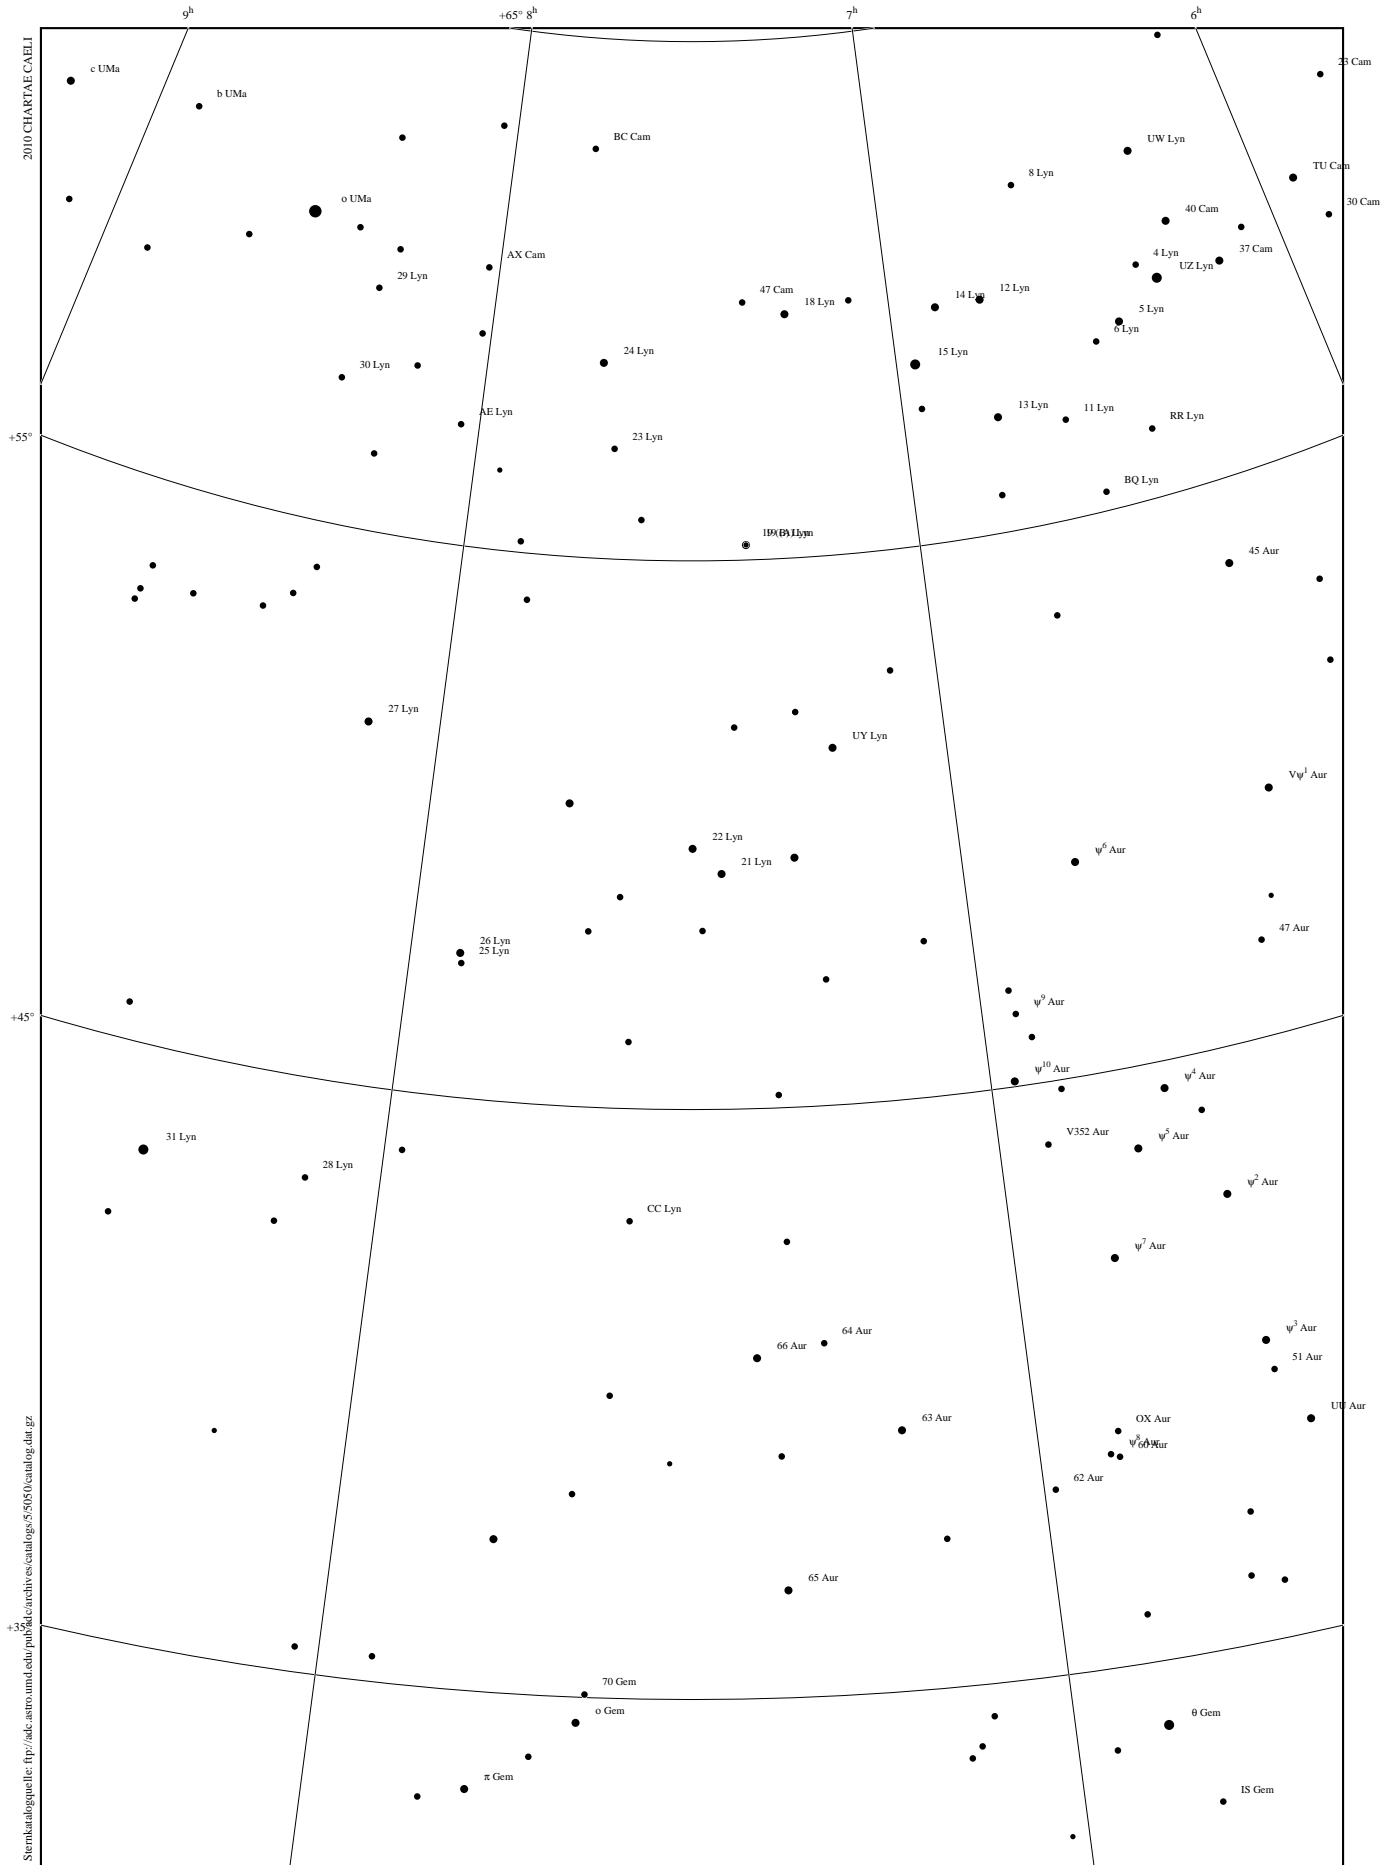 9h
+65° 8h
7h
6h
2010 CHARTAE CAELI
c UMa
23 Cam
b UMa
BC Cam
UW Lyn
8 Lyn
TU Cam
o UMa
30 Cam
40 Cam
37 Cam
4 Lyn
AX Cam
UZ Lyn
29 Lyn
47 Cam
18 Lyn
14 Lyn
12 Lyn
5 Lyn
6 Lyn
24 Lyn
15 Lyn
30 Lyn
AE Lyn
13 Lyn
11 Lyn
RR Lyn
+55°
23 Lyn
BQ Lyn
45 Aur
27 Lyn
UY Lyn
Vψ1 Aur
22 Lyn
21 Lyn
ψ6 Aur
47 Aur
26 Lyn
25 Lyn
ψ9 Aur
+45°
ψ10 Aur
ψ4 Aur
V352 Aur
31 Lyn
ψ5 Aur
28 Lyn
ψ2 Aur
CC Lyn
ψ7 Aur
64 Aur
66 Aur
ψ3 Aur
51 Aur
UU Aur
63 Aur
OX Aur
ψ8 Aur
60 Aur
62 Aur
65 Aur
+35°
70 Gem
o Gem
θ Gem
π Gem
IS Gem
Sternkatalogquelle: ftp://adc.astro.umd.edu/pub/adc/archives/catalogs/5/5050/catalog.dat.gz